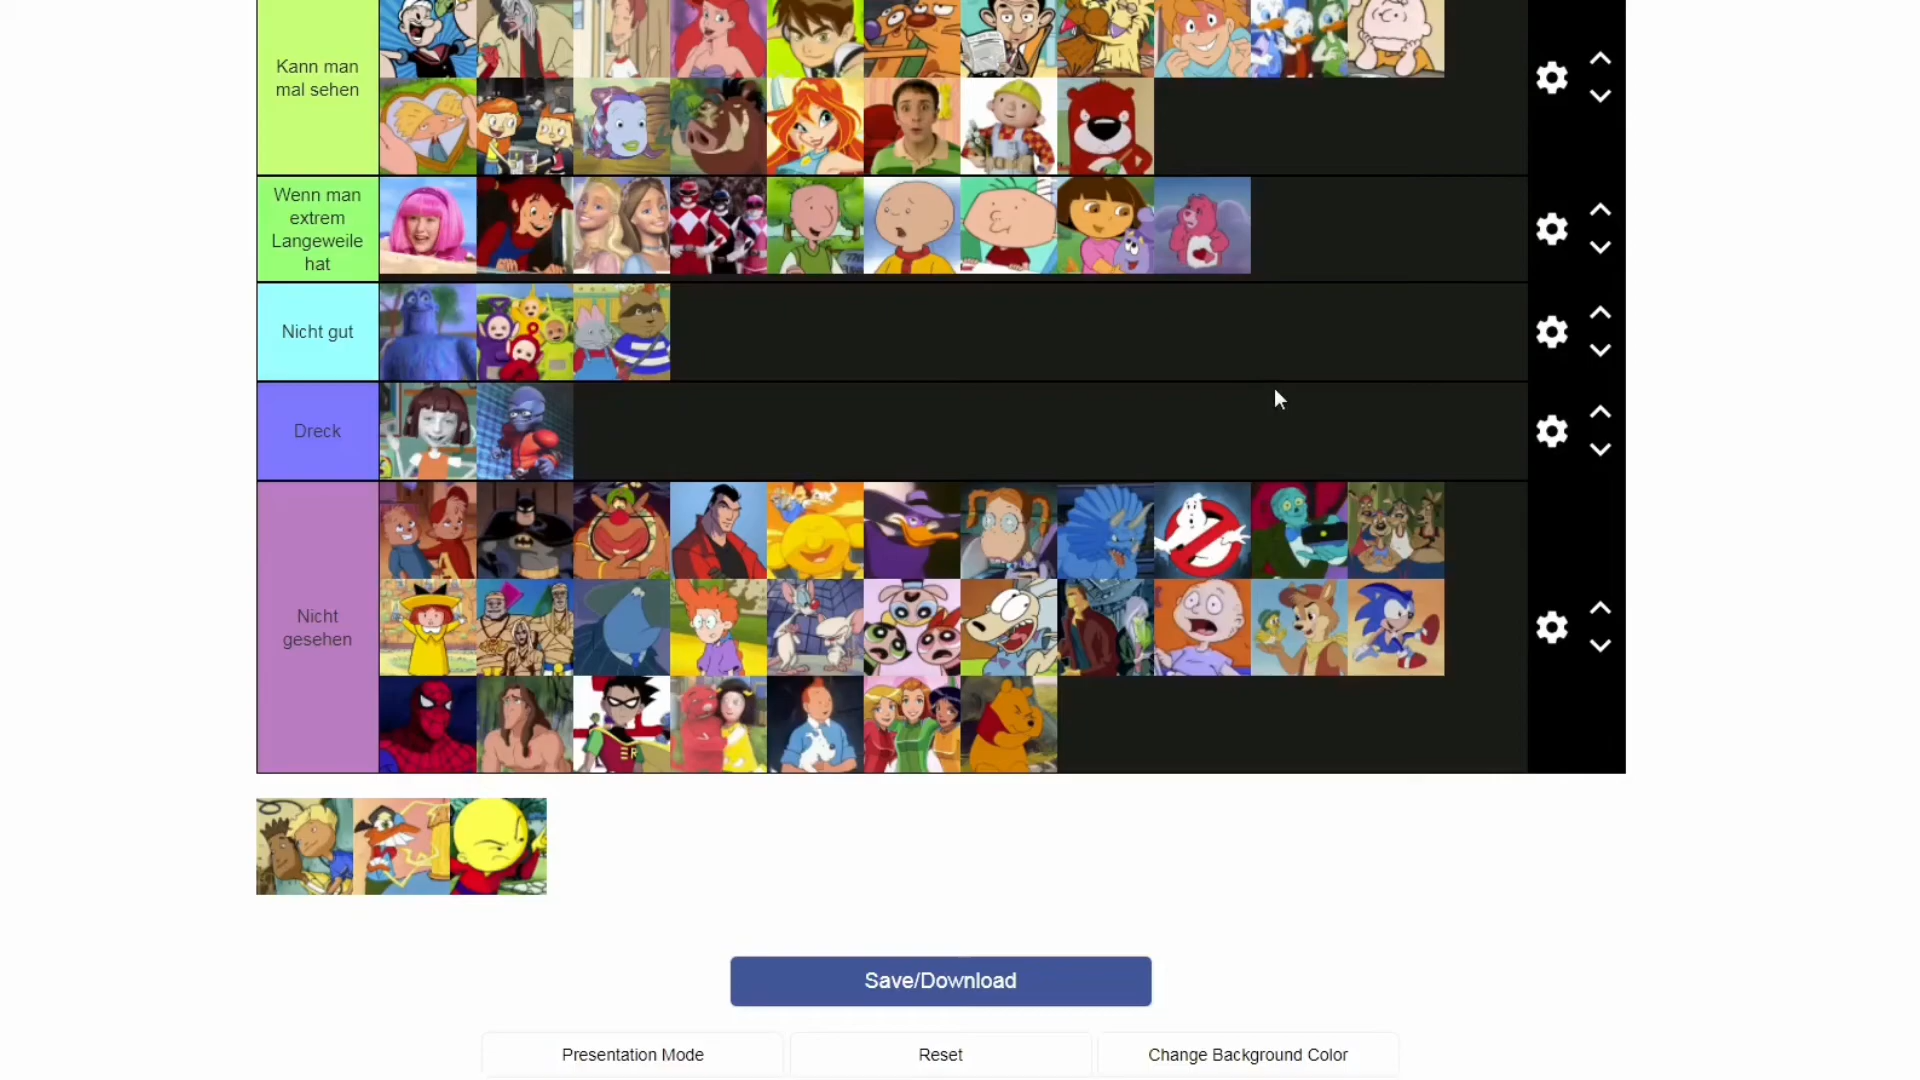 Kann man
mal sehen
Wenn man
extrem
Langeweile
hat
Nicht gut
Dreck
Nicht
gesehen
Save/Download
Presentation Mode
Reset
Change Background Color